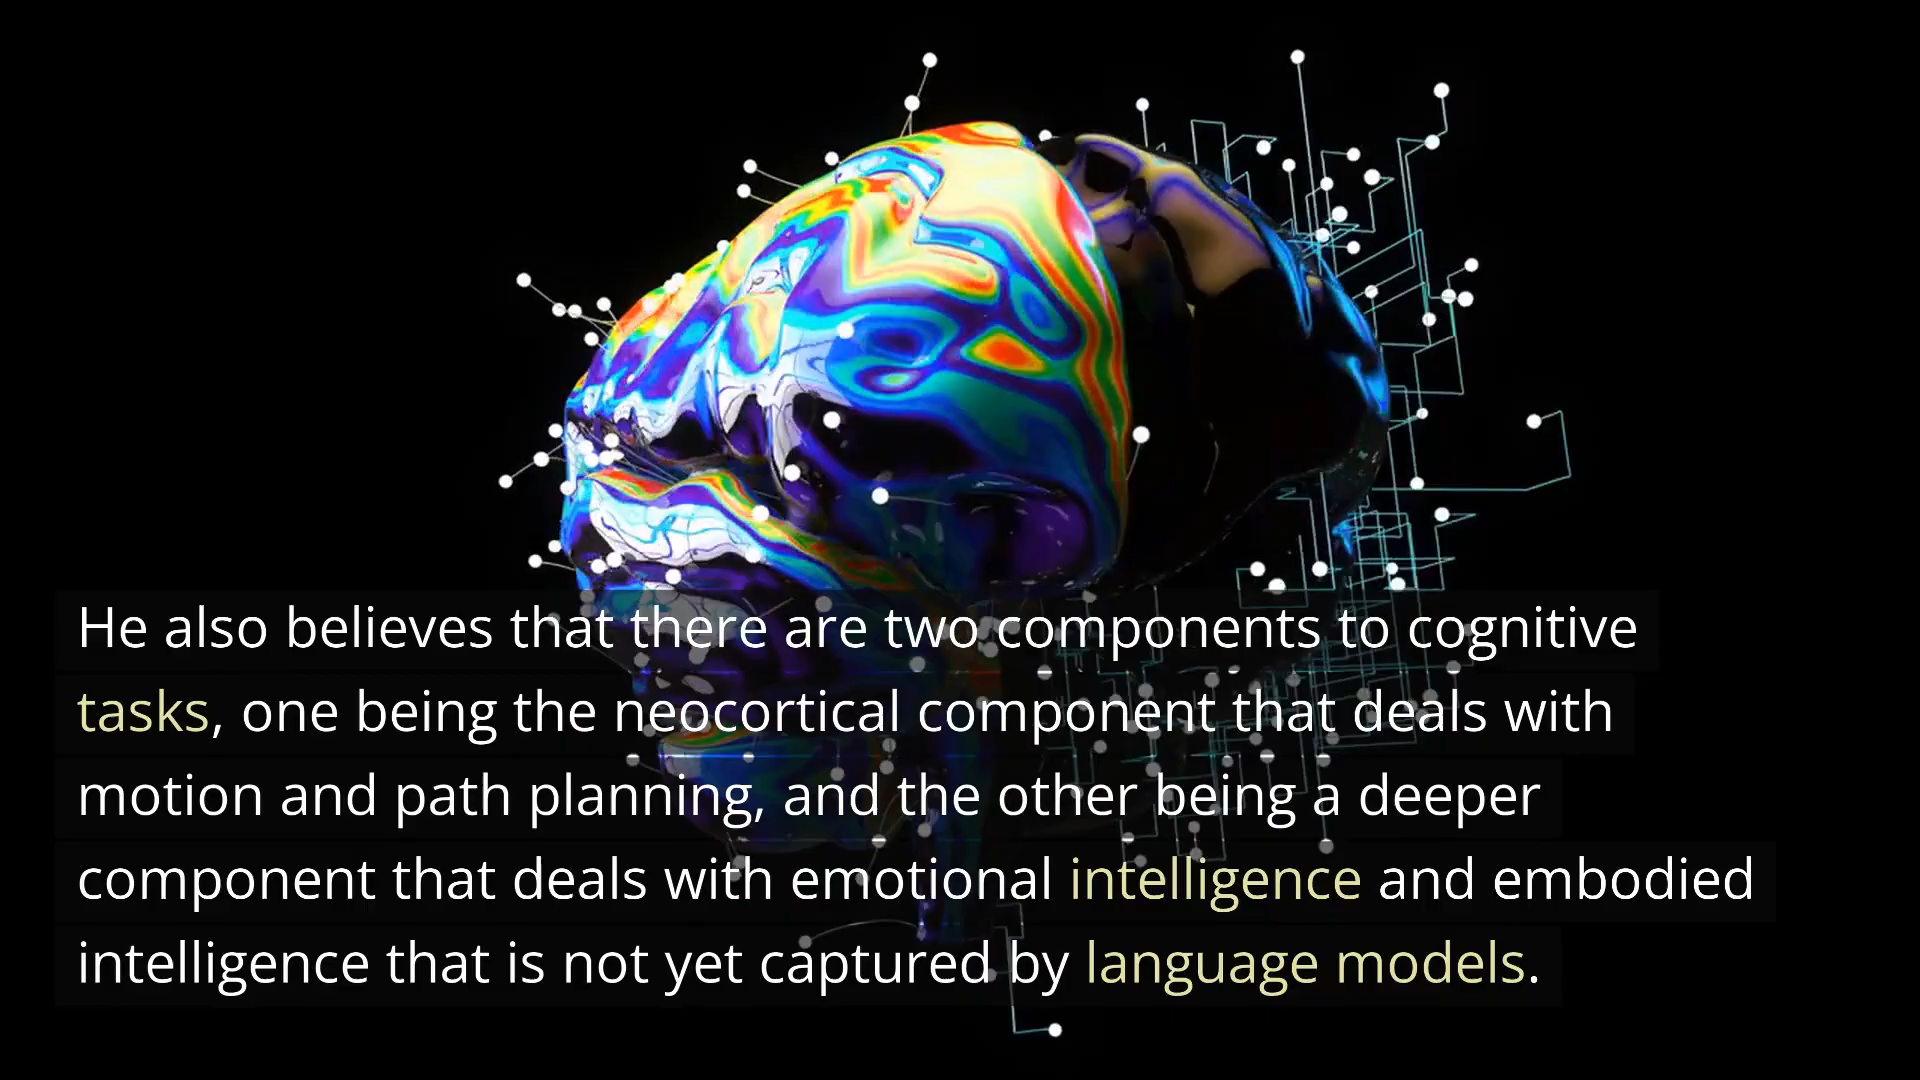 He also believes that there are two components to cognitive
tasks, one being the neocortical component that deals with
motion and path planning, and the other being a deeper
component that deals with emotional intelligence and embodied
intelligence that is not yet captured by language models.